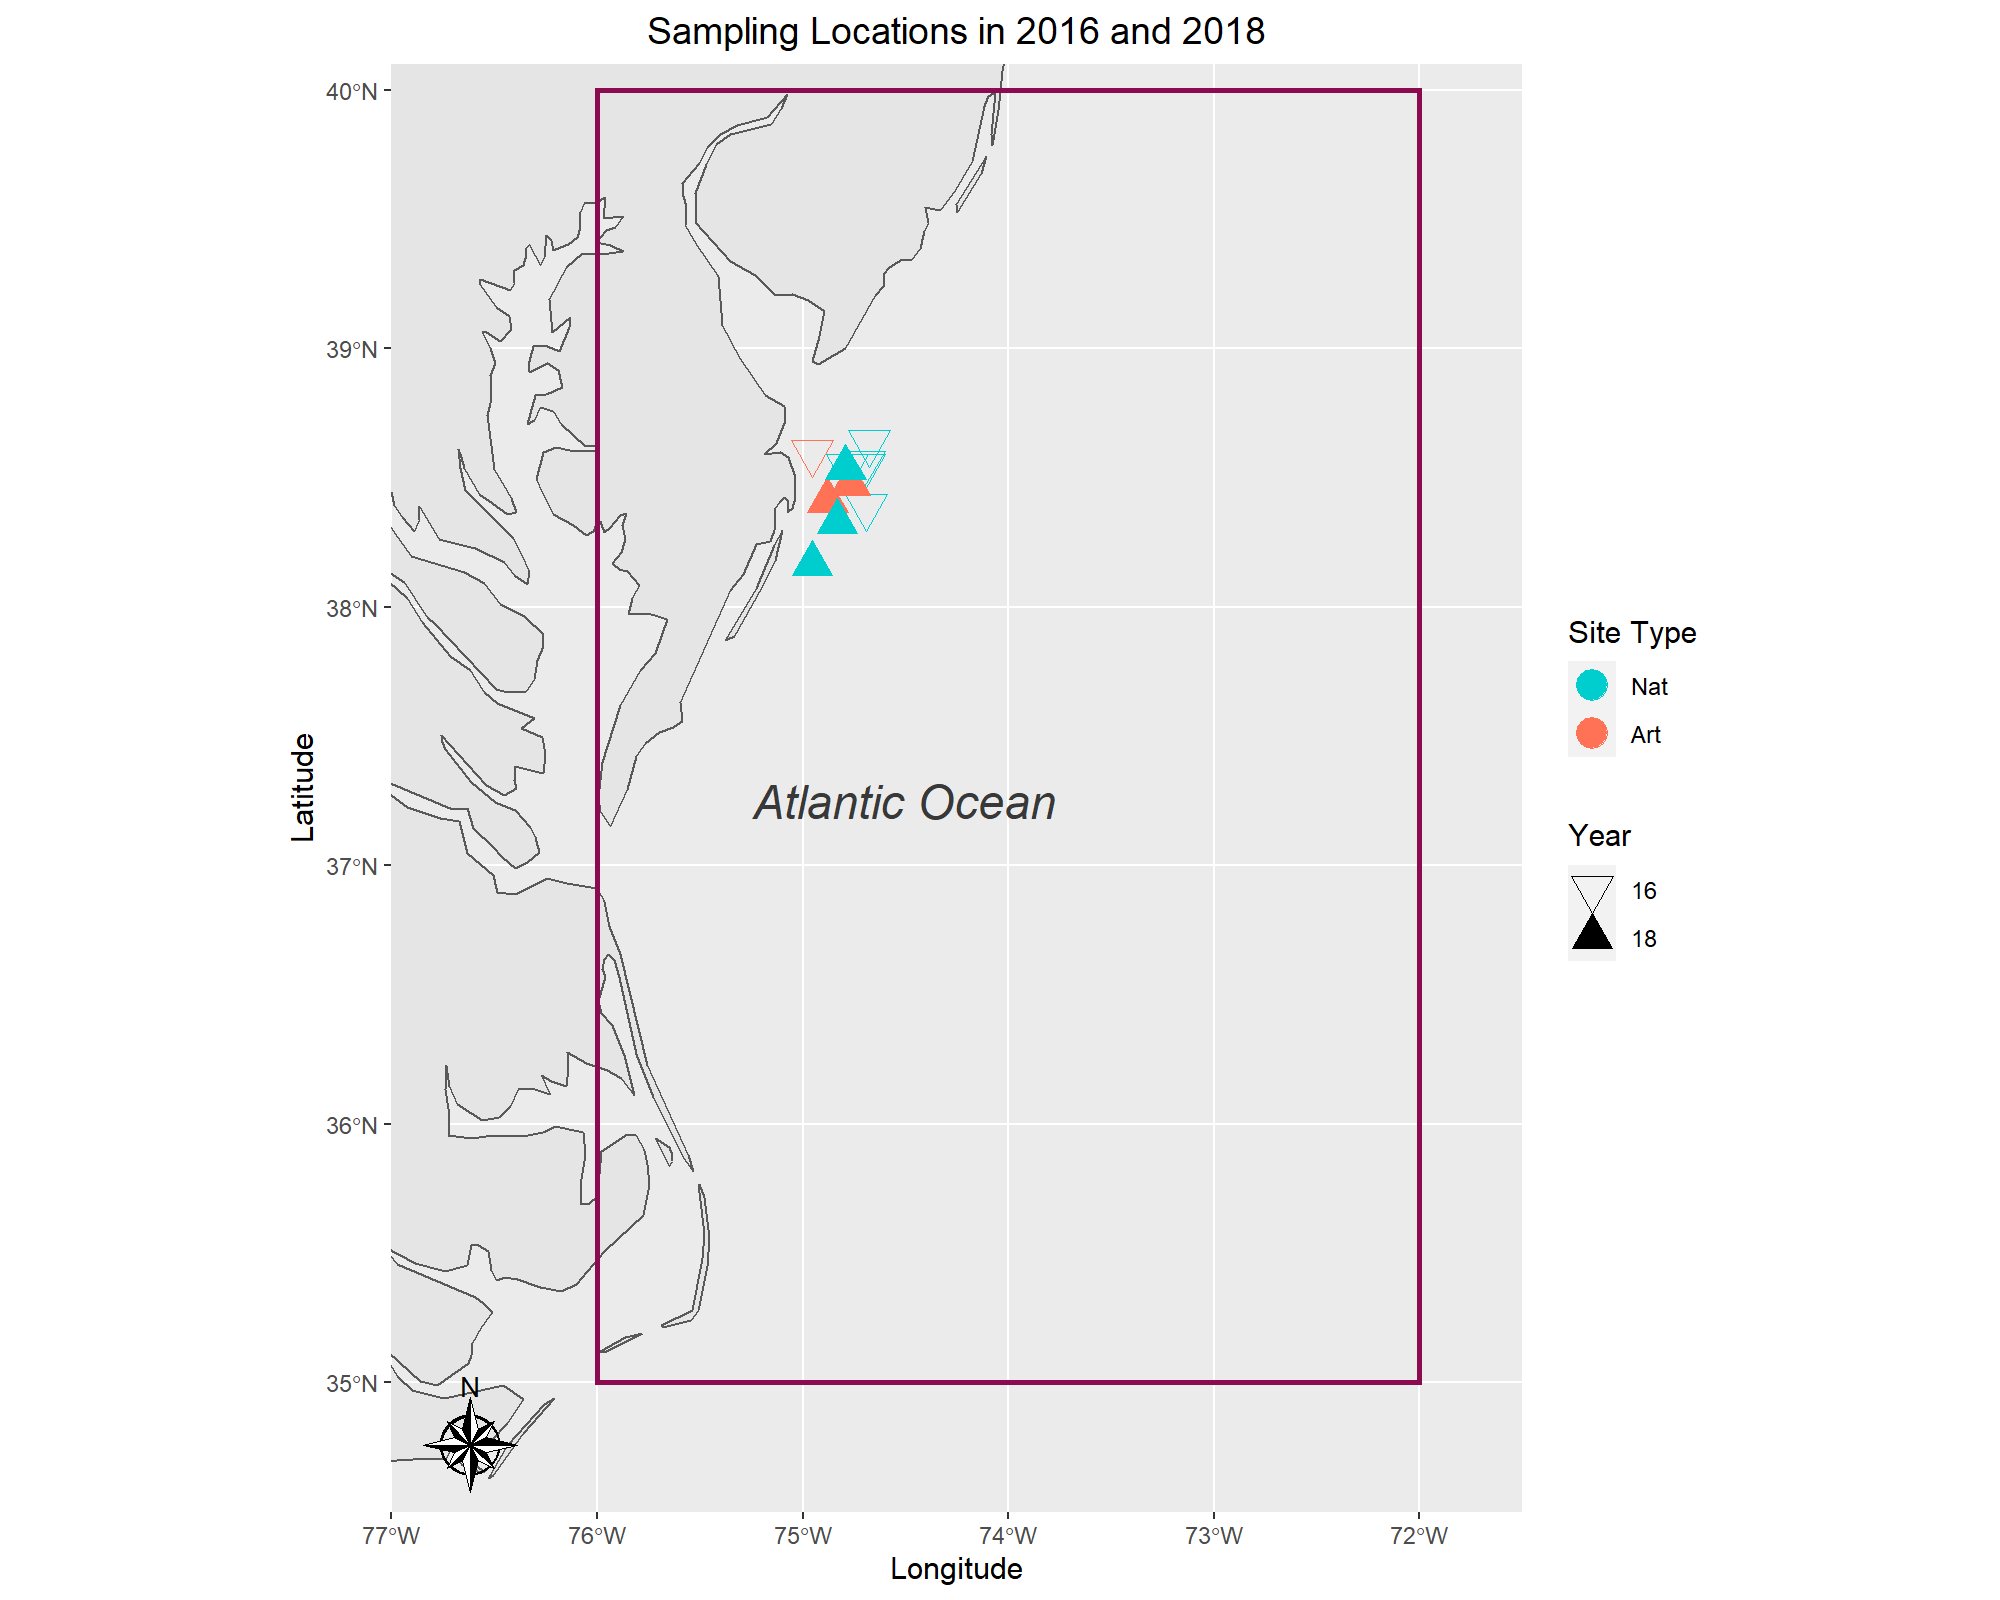 Sampling Locations in 2016 and 2018
40°N
39°N
38°N
37°N
36°N
35°N
Latitude
Atlantic Ocean
N
77°W
76°W
75°W
74°W
73°W
72°W
Longitude
Site Type
Nat
Art
Year
16
18